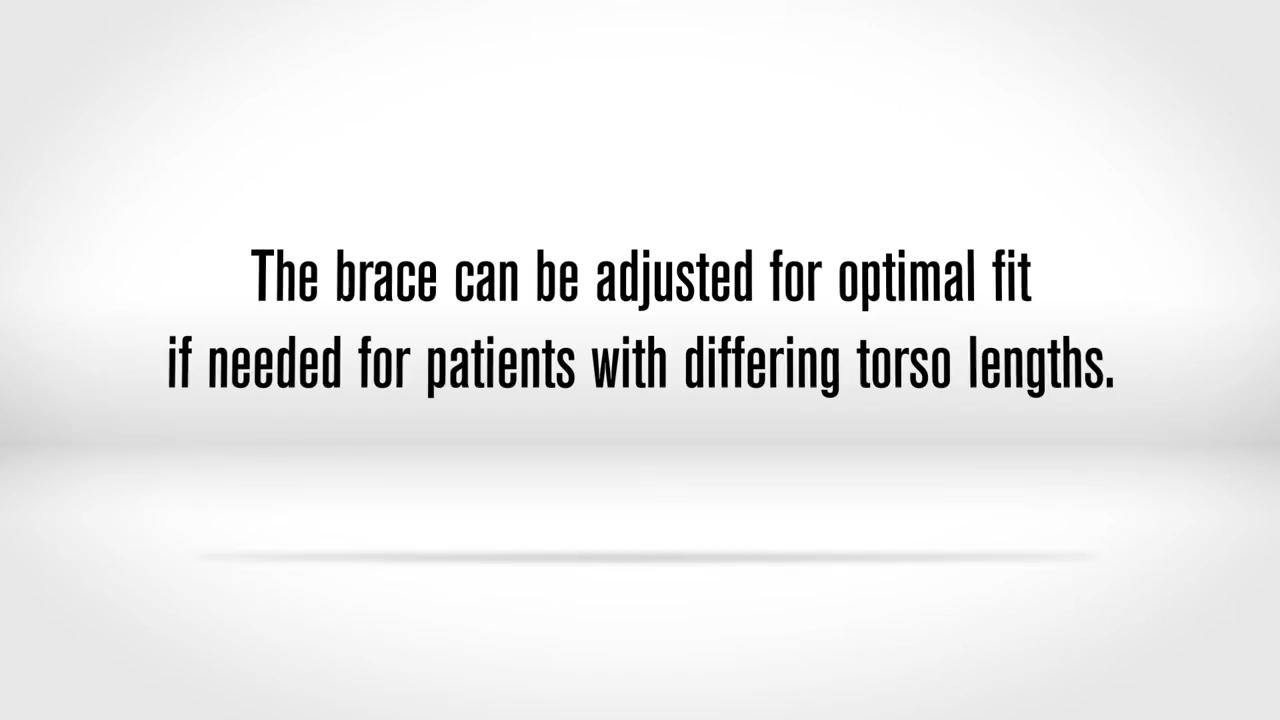 The brace can be adjusted for optimal fit
if needed for patients with differing torso lengths.